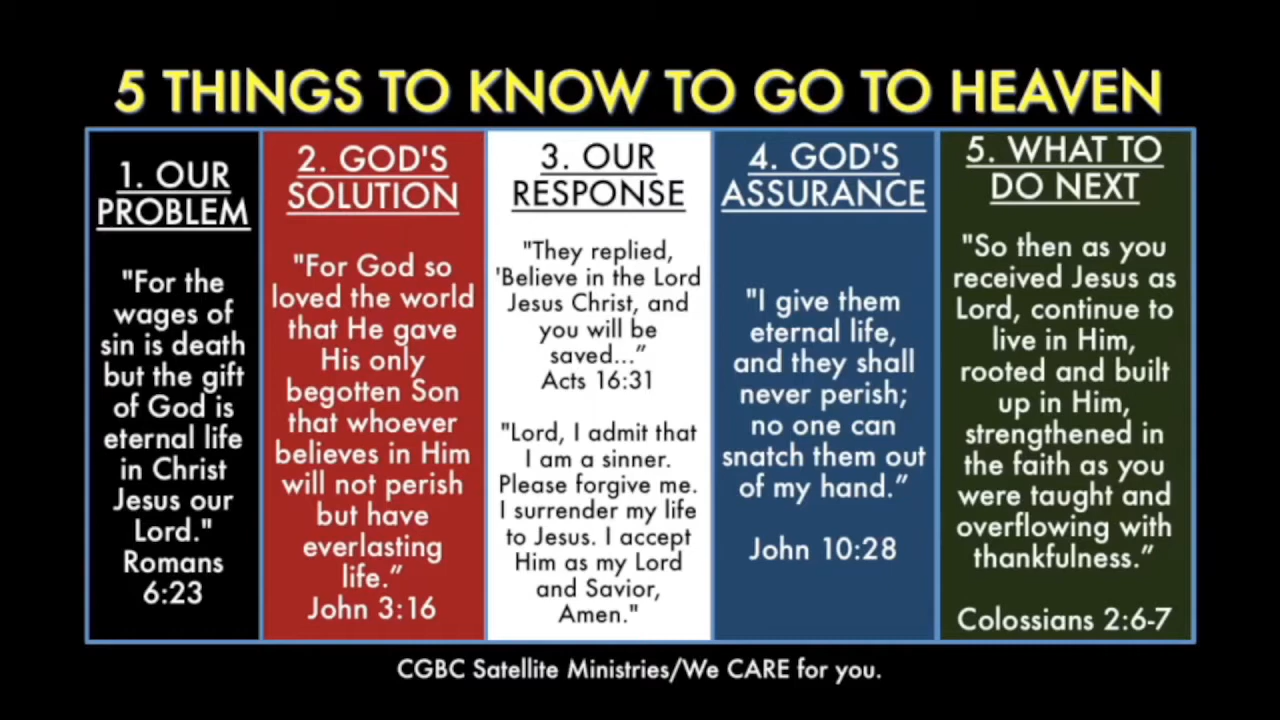 5 THINGS TO KNOW TO GO TO HEAVEN
1. OUR
PROBLEM
"For the
wages of
sin is death
but the gift
of God is
eternal life
in Christ
Jesus our
Lord."
Romans
6:23
2. GOD'S
SOLUTION
"For God so
loved the world
that He gave
His only
begotten Son
that whoever
believes in Him
will not perish
but have
everlasting
life.”
John 3:16
3. OUR
RESPONSE
"They replied,
'Believe in the Lord
Jesus Christ, and
you will be
saved...”
Acts 16:31
"Lord, I admit that
I am a sinner.
Please forgive me.
I surrender my life
to Jesus. I accept
Him as my Lord
and Savior,
Amen."
4. GOD'S
ASSURANCE
"I give them
eternal life,
and they shall
never perish;
no one can
snatch them out
of my hand.”
John 10:28
5. WHAT TO
DO NEXT
"So then as you
received Jesus as
Lord, continue to
live in Him,
rooted and built
up in Him,
strengthened in
the faith as you
were taught and
overflowing with
thankfulness.”
Colossians 2:6-7
CGBC Satellite Ministries/We CARE for you.